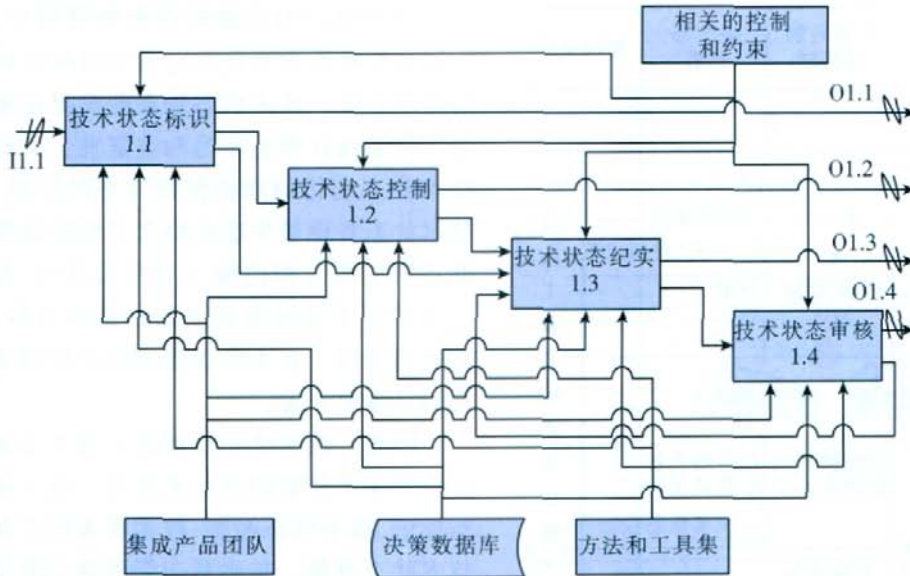 相关的控制
和约束
O1.1
技术状态标识
1.1
I1.1
O1.2
技术状态控制
1.2
O1.3
技术状态纪实
1.3
O1.4
技术状态审核
1.4
集成产品团队
决策数据库
方法和工具集